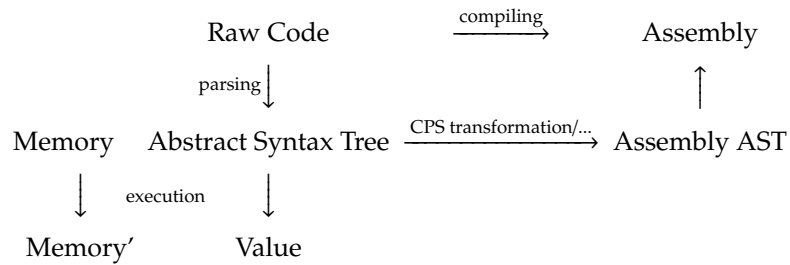 Raw Code compiling Assembly
parsing
Memory Abstract Syntax Tree CPS transformation/... Assembly AST
execution
Memory′ Value